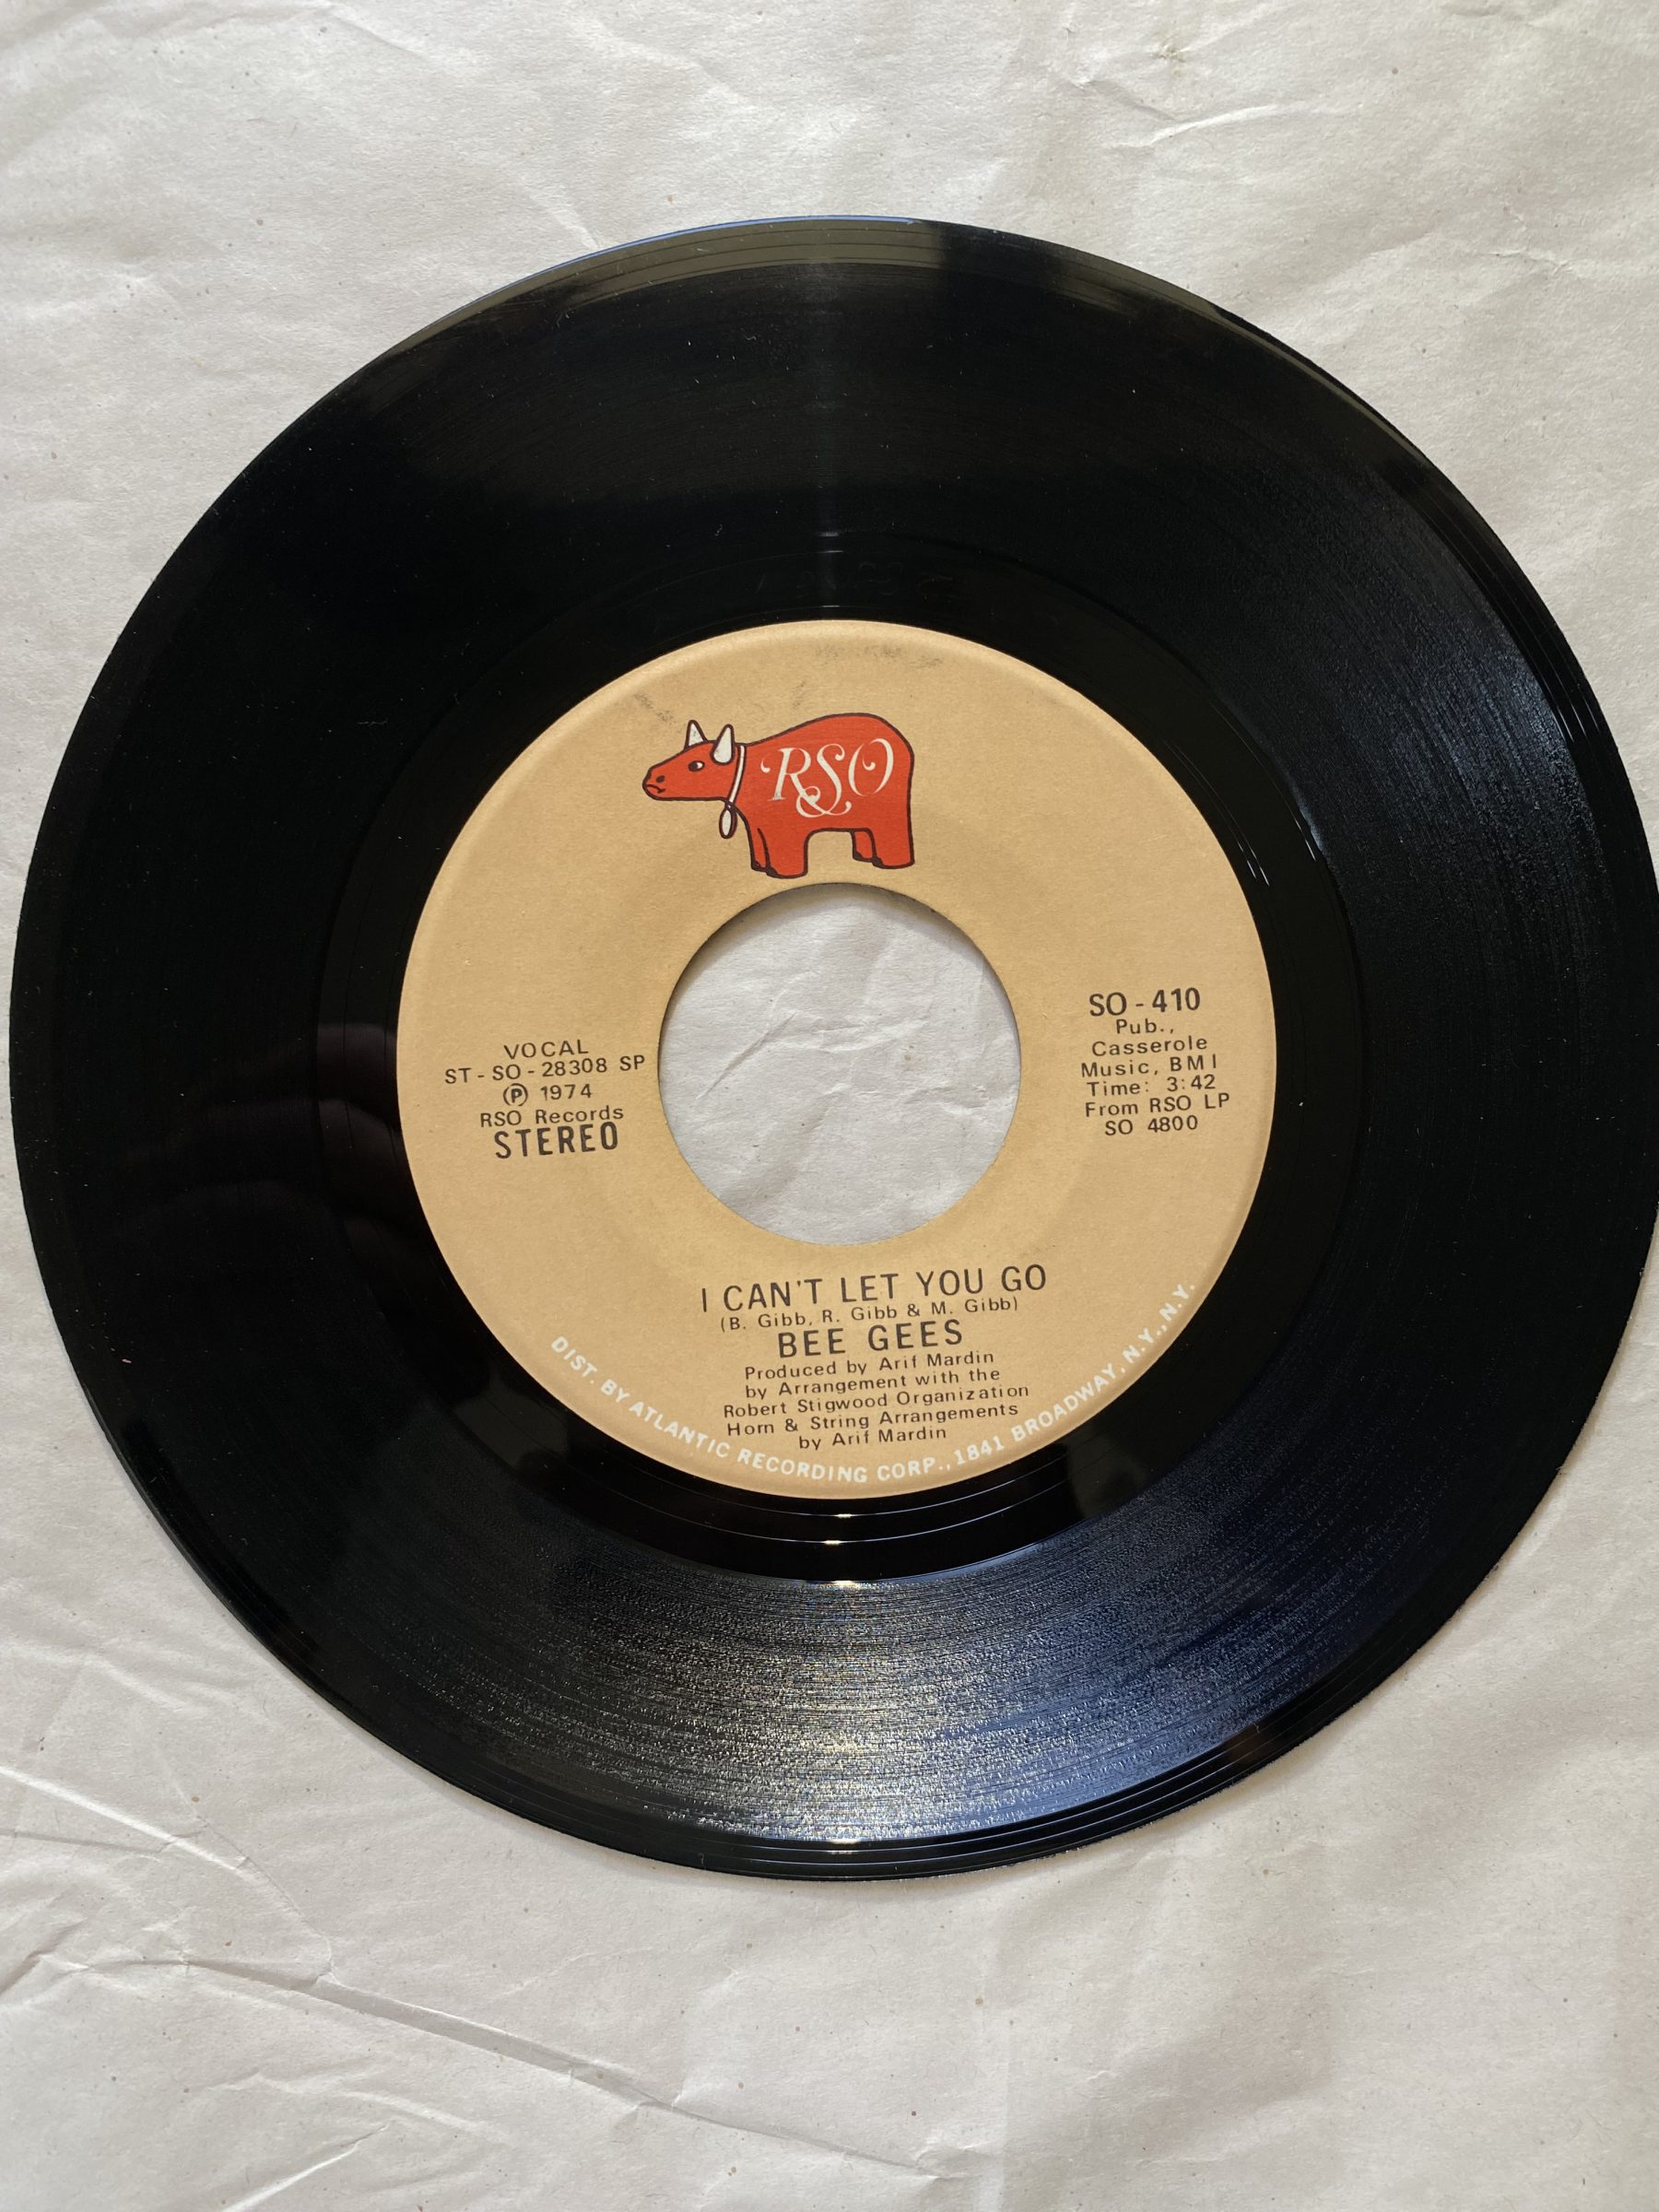 RSO
VOCAL
ST-SO-28308 SP
Ⓟ 1974
RSO Records
STEREO
SO-410
Pub.,
Casserole
Music, BMI
Time: 3:42
From RSO LP
SO 4800
I CAN'T LET YOU GO
(B. Gibb, R. Gibb & M. Gibb)
BEE GEES
Produced by Arif Mardin
by Arrangement with the
Robert Stigwood Organization
Horn & String Arrangements
by Arif Mardin
DIST. BY ATLANTIC RECORDING CORP., 1841 BROADWAY, N.Y., N.Y.